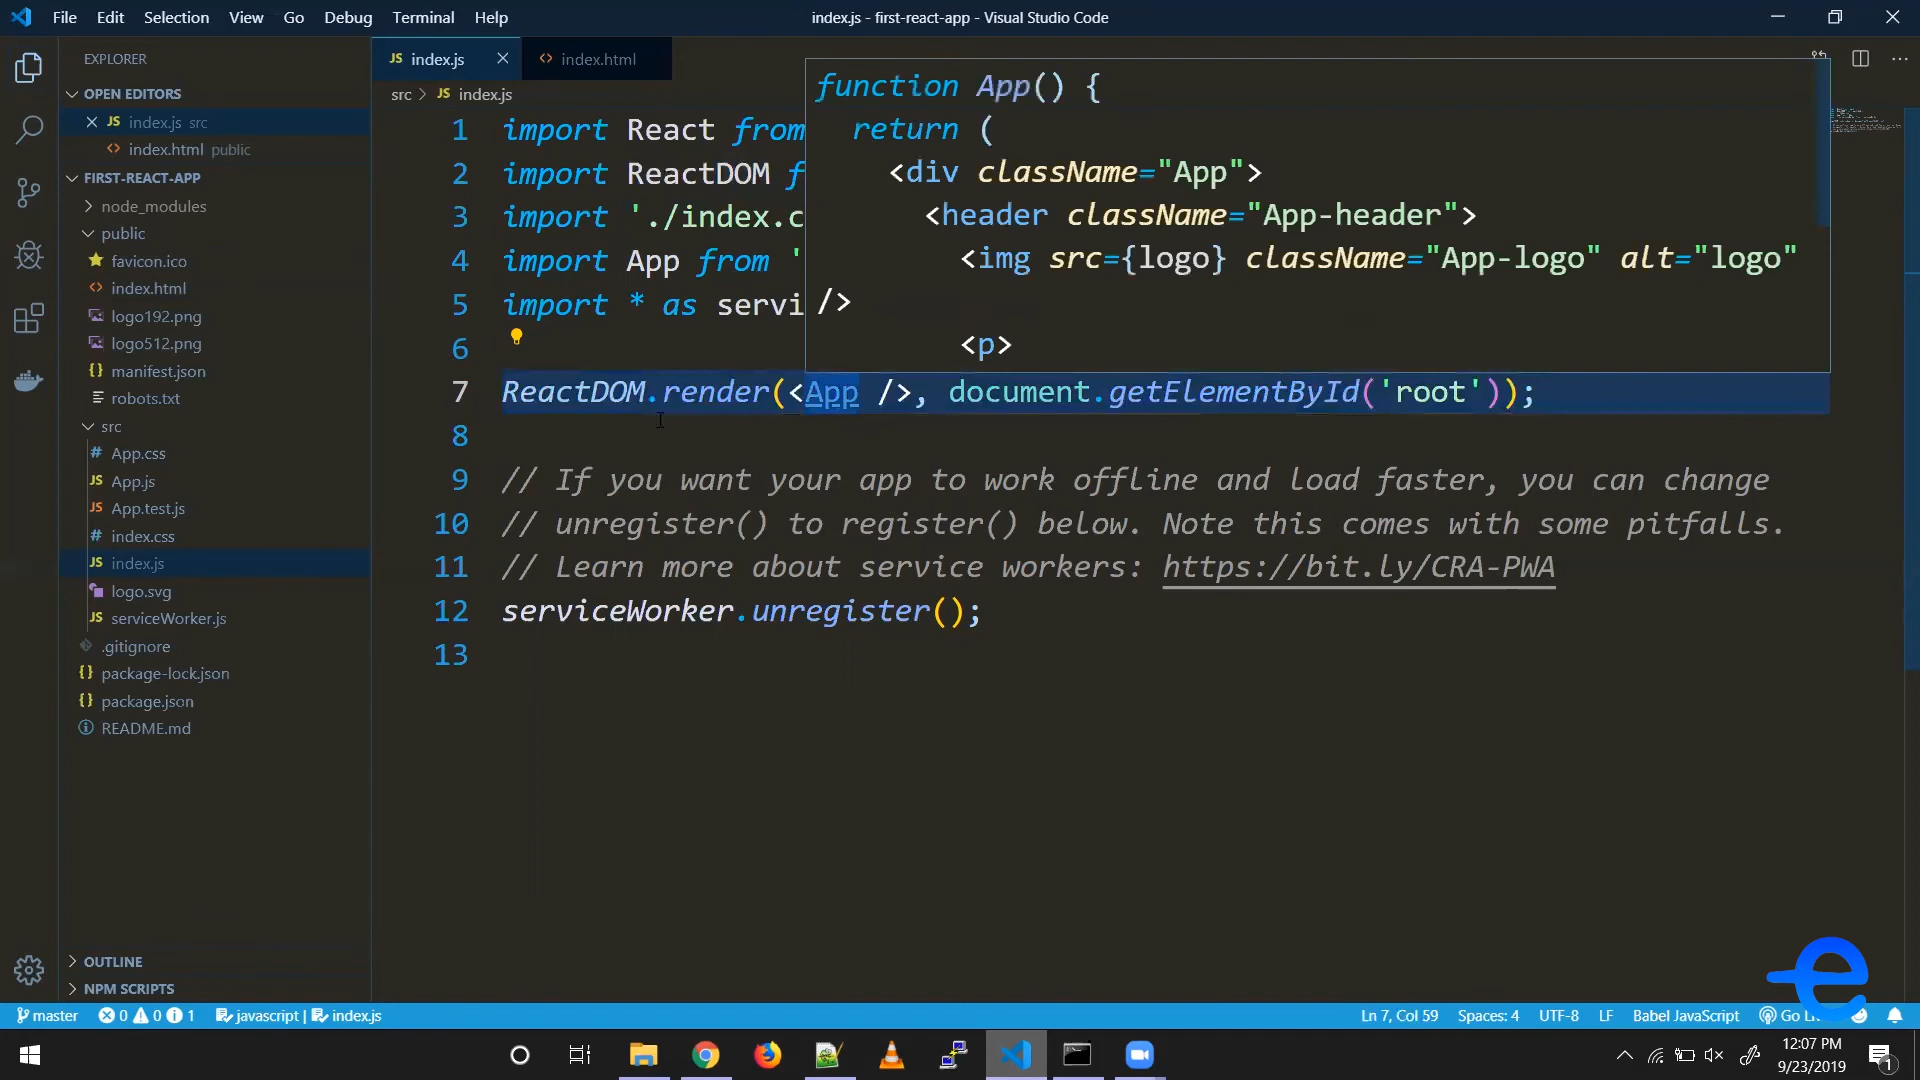 File Edit Selection View Go Debug Terminal Help
index.js - first-react-app - Visual Studio Code
EXPLORER
OPEN EDITORS
index.js src
index.html public
FIRST-REACT-APP
node_modules
public
favicon.ico
index.html
logo192.png
logo512.png
manifest.json
robots.txt
src
App.css
App.js
App.test.js
index.css
index.js
logo.svg
serviceWorker.js
.gitignore
package-lock.json
package.json
README.md
OUTLINE
NPM SCRIPTS
JS index.js
index.html
src > JS index.js
1 import React from
2 import ReactDOM f
3 import './index.c
4 import App from '
5 import * as servi
6
7 ReactDOM.render(<App />, document.getElementById('root'));
8
9 // If you want your app to work offline and load faster, you can change
10 // unregister() to register() below. Note this comes with some pitfalls.
11 // Learn more about service workers: https://bit.ly/CRA-PWA
12 serviceWorker.unregister();
13
function App() {
return (
<div className="App">
<header className="App-header">
<img src={logo} className="App-logo" alt="logo"
/>
<p>
master 0 0 1 javascript | index.js
Ln 7, Col 59 Spaces: 4 UTF-8 LF Babel JavaScript
12:07 PM
9/23/2019
1